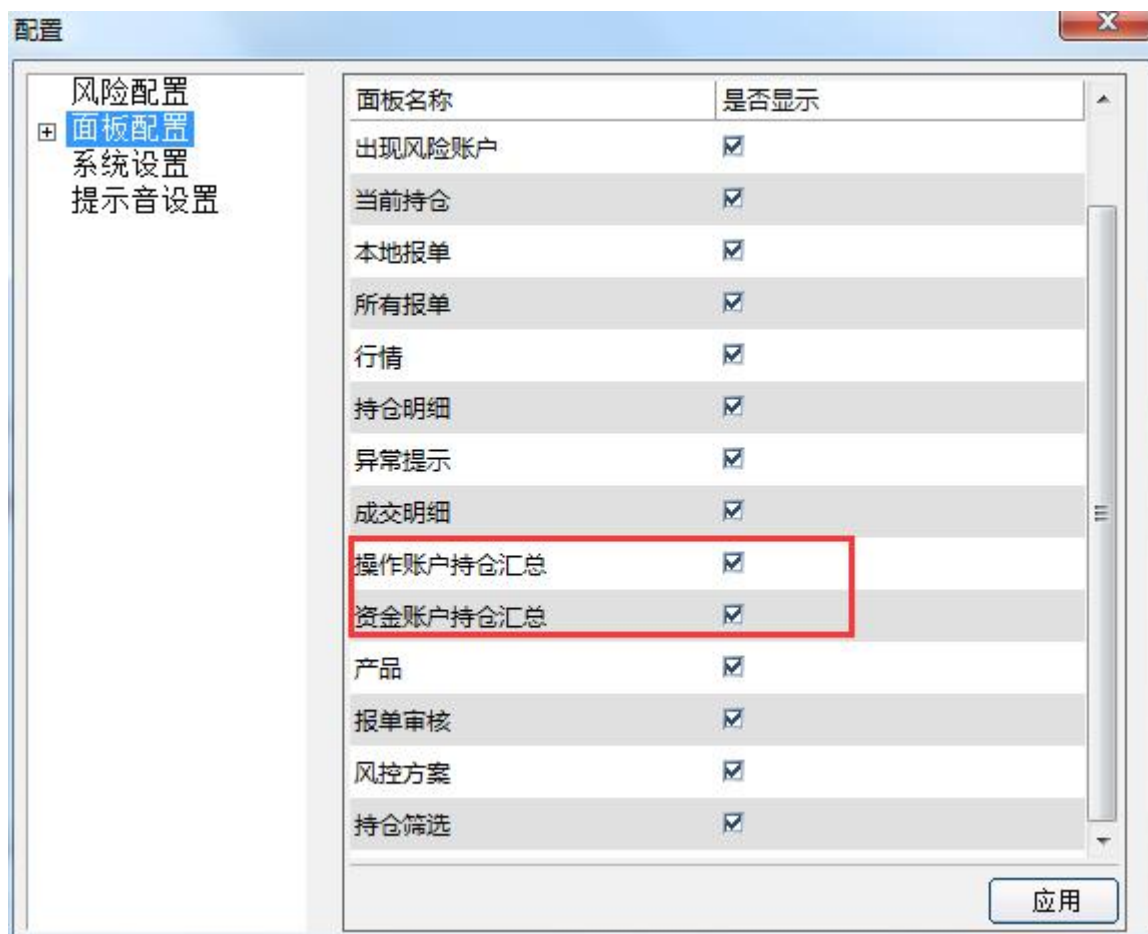 配置
X
风险配置
面板配置
系统设置
提示音设置
面板名称 是否显示
出现风险账户
当前持仓
本地报单
所有报单
行情
持仓明细
异常提示
成交明细
操作账户持仓汇总
资金账户持仓汇总
产品
报单审核
风控方案
持仓筛选
应用